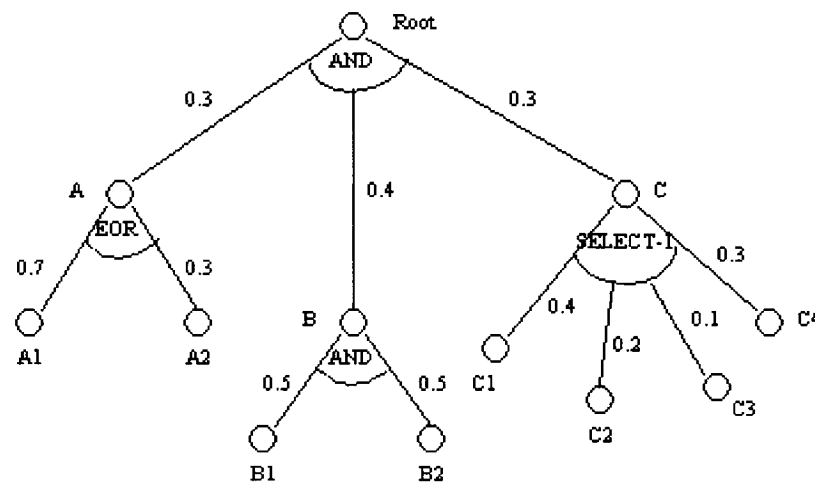 Root
AND
0.3
0.3
A
0.4
C
EOR
SELECT-1
0.7
0.3
0.3
B
0.4
0.2
0.1
C4
A1
A2
AND
C1
0.5
0.5
C3
C2
B1
B2